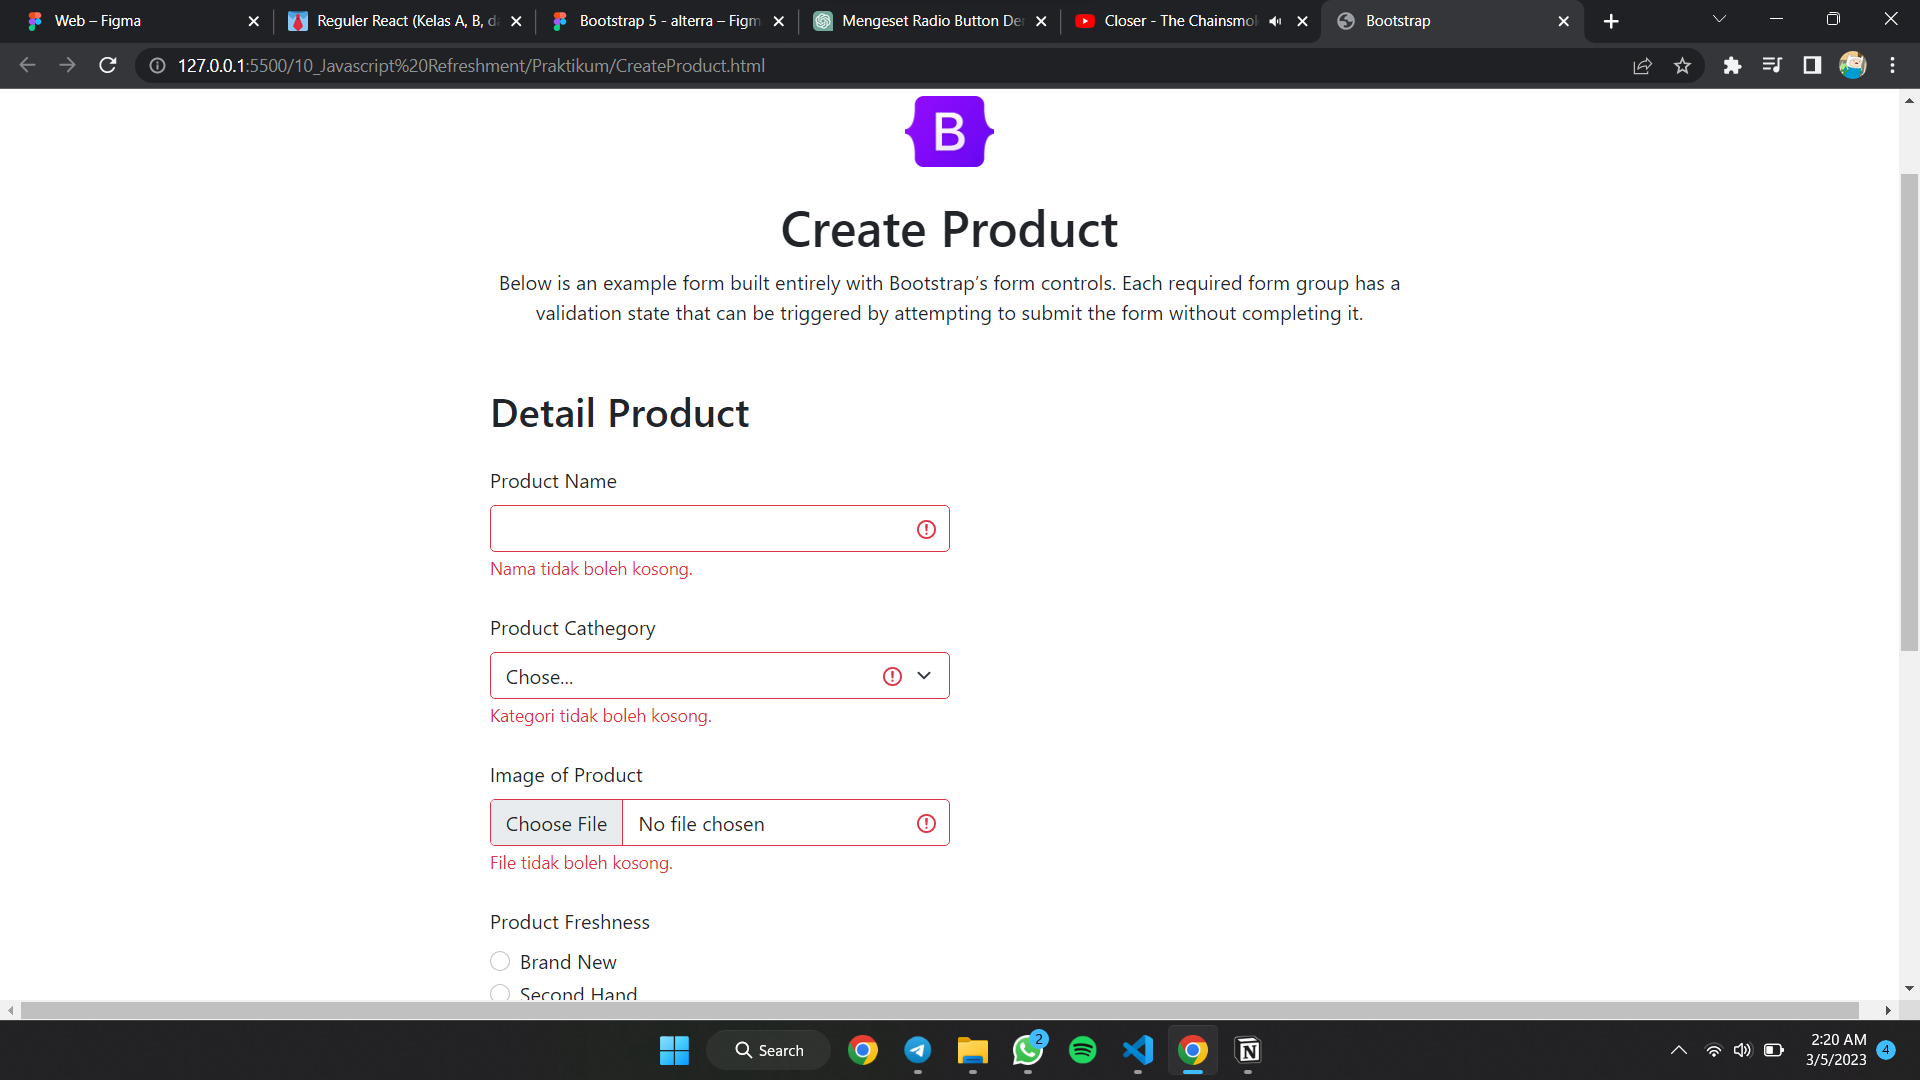 Web – Figma
Reguler React (Kelas A, B, da
Bootstrap 5 - alterra – Figm
Mengeset Radio Button Der
Closer - The Chainsmok
Bootstrap
127.0.0.1:5500/10_Javascript%20Refreshment/Praktikum/CreateProduct.html
B
Create Product
Below is an example form built entirely with Bootstrap’s form controls. Each required form group has a
validation state that can be triggered by attempting to submit the form without completing it.
Detail Product
Product Name
Nama tidak boleh kosong.
Product Cathegory
Chose...
Kategori tidak boleh kosong.
Image of Product
Choose File No file chosen
File tidak boleh kosong.
Product Freshness
Brand New
Second Hand
Search
2
2:20 AM
3/5/2023
4